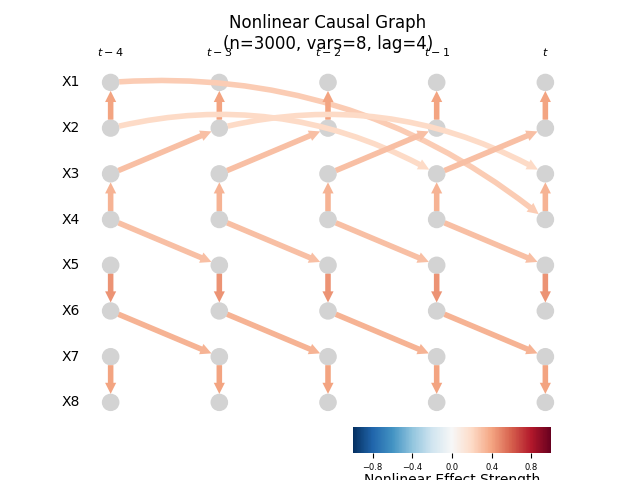 Nonlinear Causal Graph
(n=3000, vars=8, lag=4)
t − 4 t − 3 t − 2 t − 1 t
X1
X2
X3
X4
X5
X6
X7
X8
−0.8 −0.4 0.0 0.4 0.8
Nonlinear Effect Strength